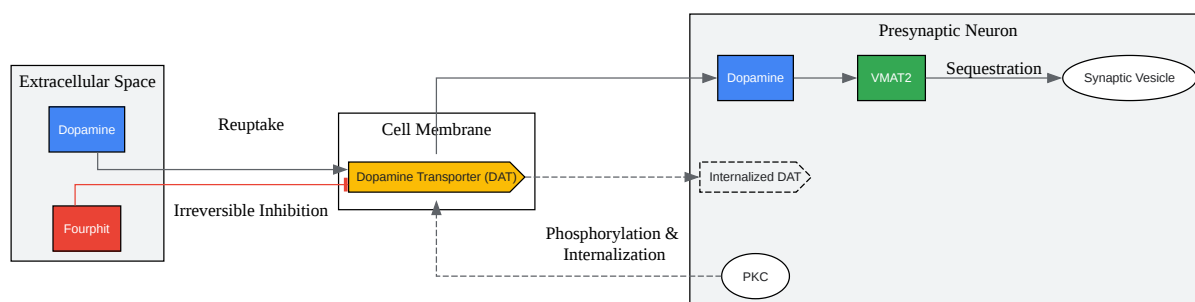 Presynaptic Neuron
Extracellular Space
Dopamine
VMAT2
Sequestration
Synaptic Vesicle
Dopamine
Reuptake
Cell Membrane
Dopamine Transporter (DAT)
Internalized DAT
Fourphit
Irreversible Inhibition
Phosphorylation &
Internalization
PKC